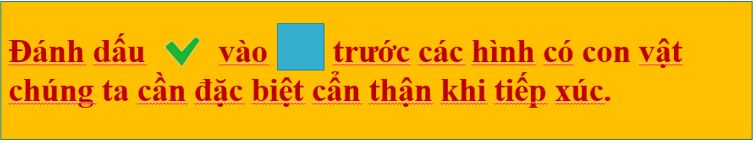 Đánh dấu vào trước các hình có con vật
chúng ta cần đặc biệt cẩn thận khi tiếp xúc.